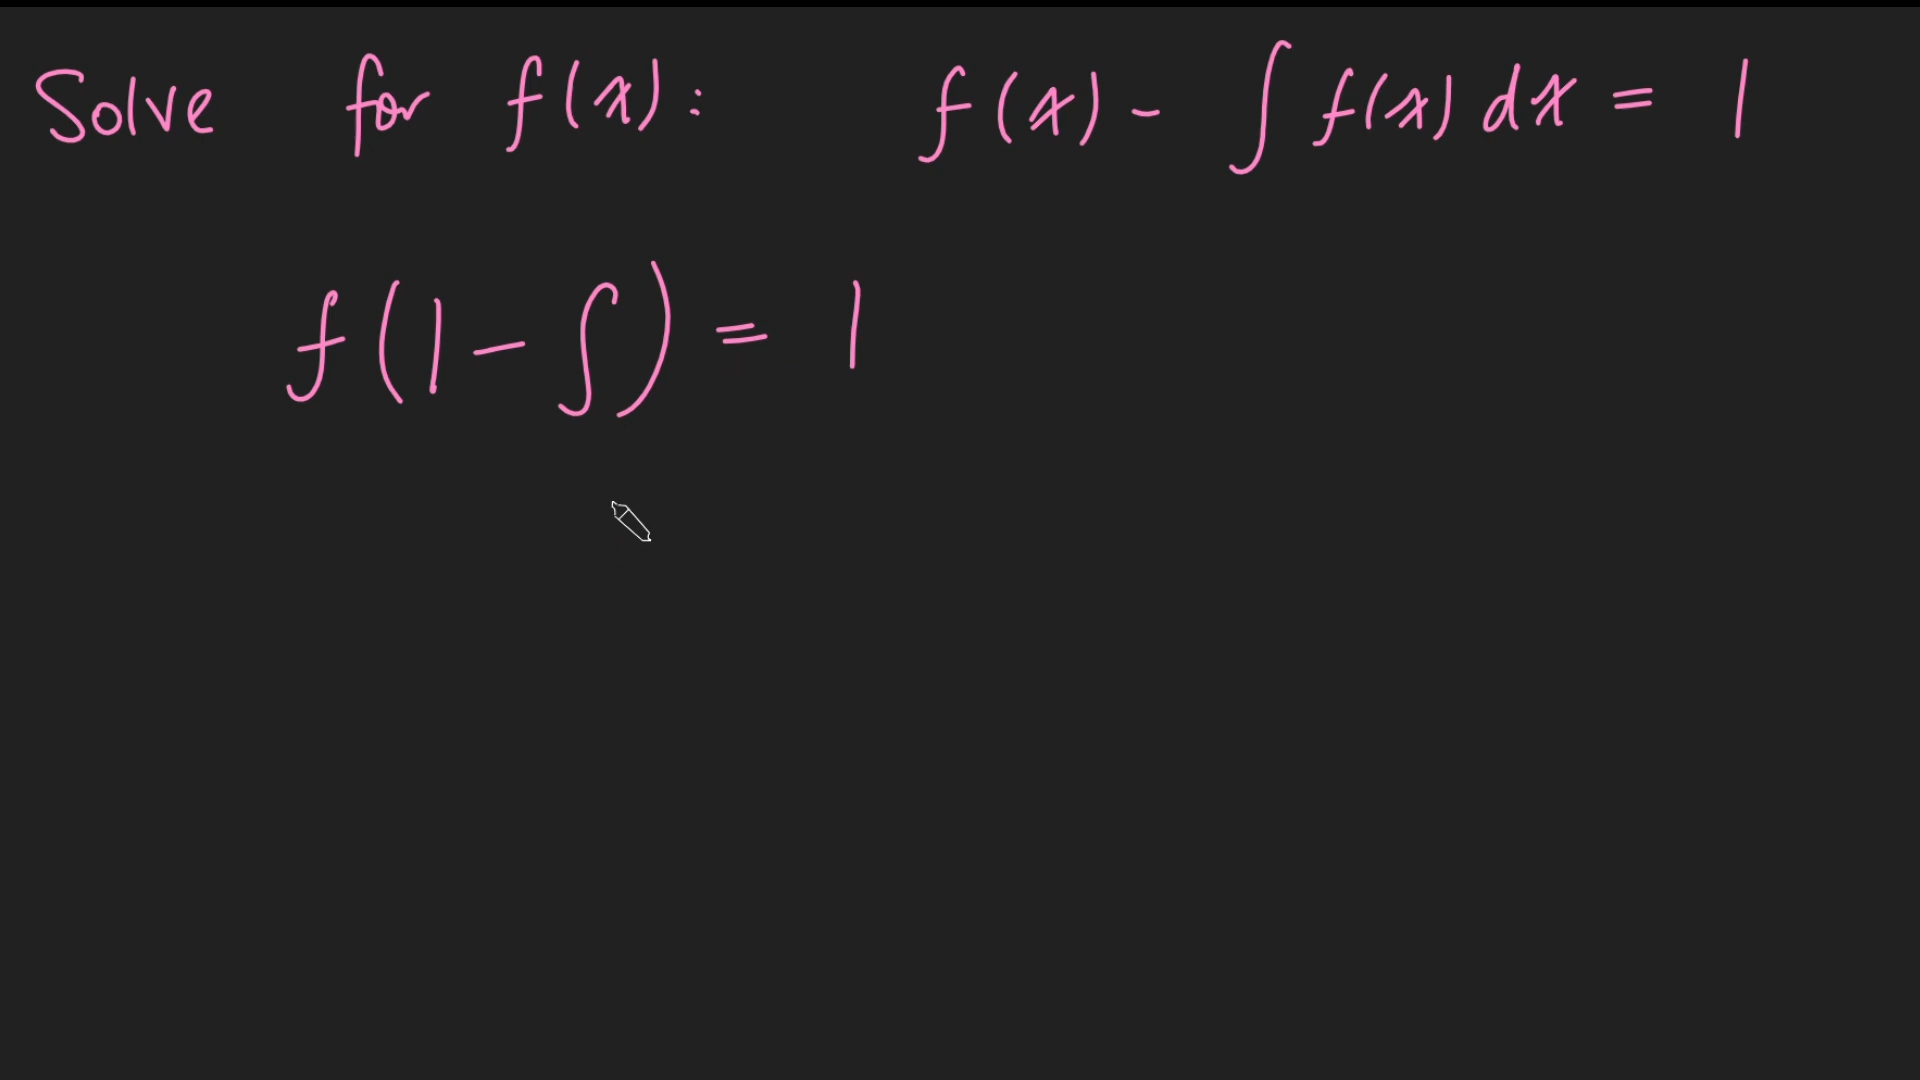 Solve for f(x): f(x) - ∫ f(x) dx = 1
f(1 - ∫) = 1